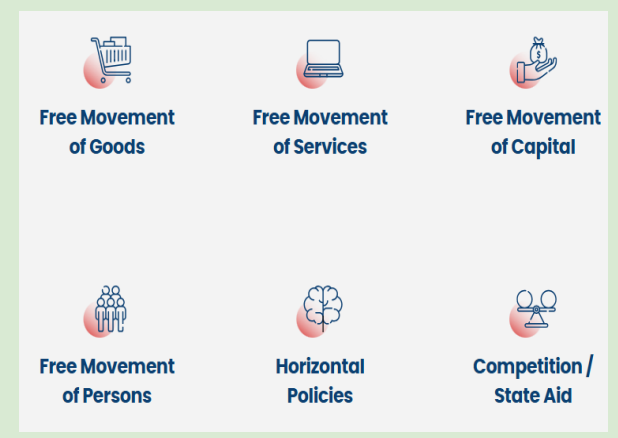 Free Movement
of Goods
Free Movement
of Services
Free Movement
of Capital
Free Movement
of Persons
Horizontal
Policies
Competition /
State Aid